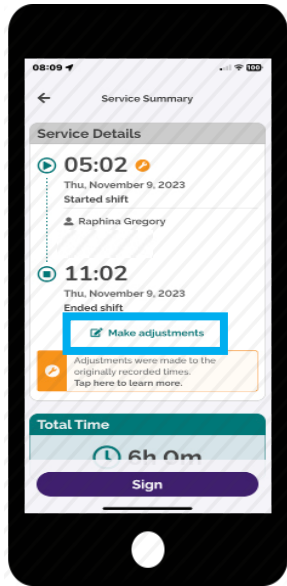 08:09
100
Service Summary
Service Details
05:02
Thu, November 9, 2023
Started shift
Raphina Gregory
11:02
Thu, November 9, 2023
Ended shift
Make adjustments
Adjustments were made to the
originally recorded times.
Tap here to learn more.
Total Time
6h 0m
Sign